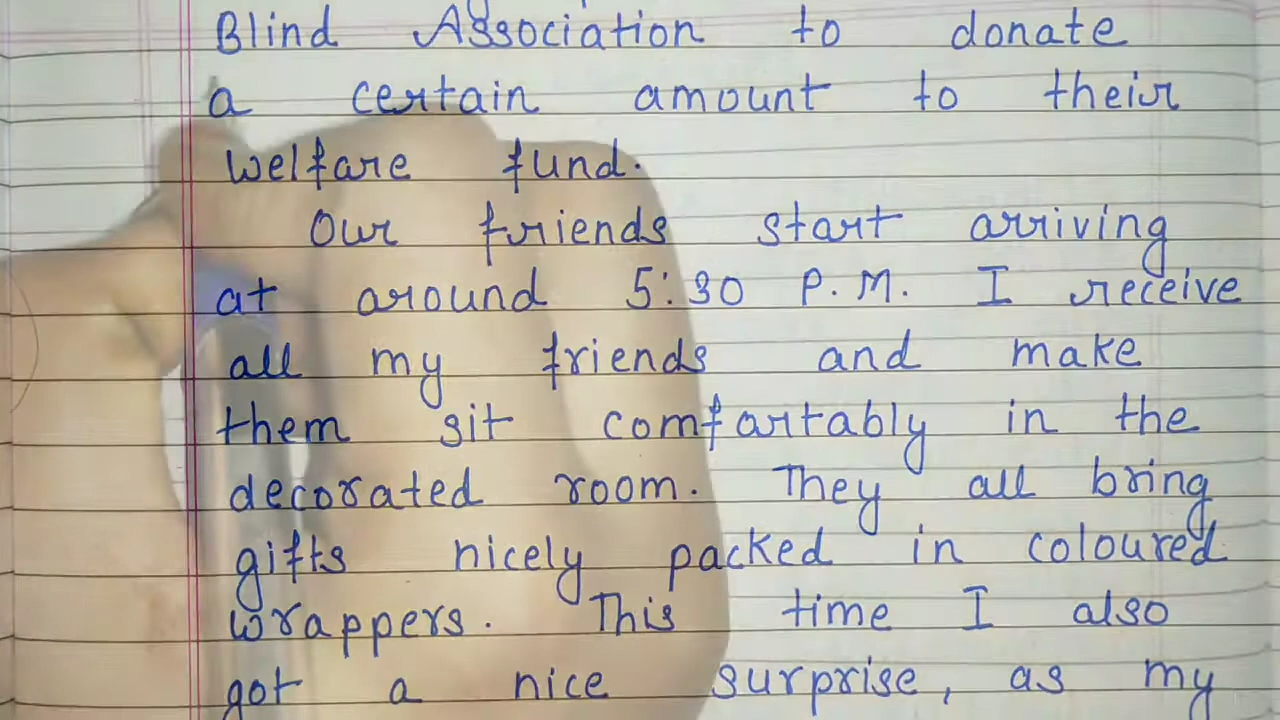 Blind Association to donate
a certain amount to their
welfare fund.
Our friends start arriving
at around 5:30 P.M. I receive
all my friends and make
them sit comfartably in the
decorated room. They all bring
gifts nicely packed in coloured
wrappers. This time I also
got a nice surprise, as my